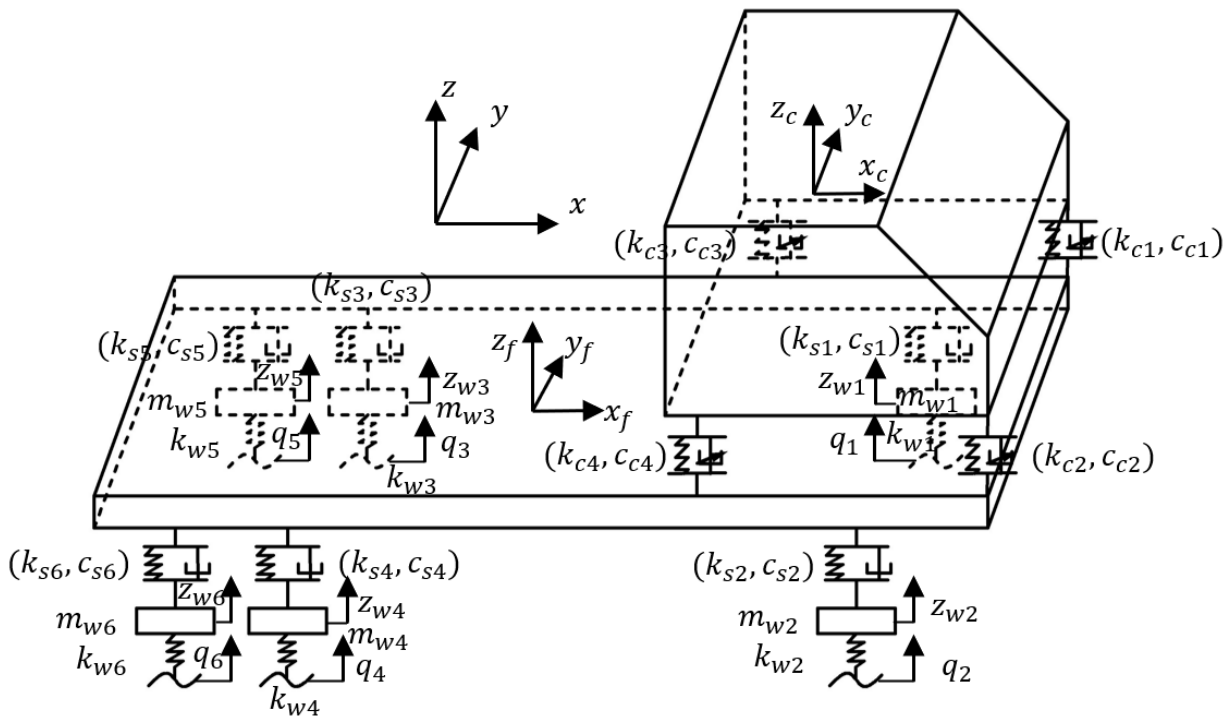 z
y
x
z_c
y_c
x_c
(k_{c3}, c_{c3})
(k_{c1}, c_{c1})
(k_{s3}, c_{s3})
(k_{s5}, c_{s5})
z_f
y_f
x_f
(k_{s1}, c_{s1})
z_{w5}
z_{w3}
z_{w1}
m_{w5}
m_{w3}
m_{w1}
k_{w5}
q_5
q_3
k_{w3}
(k_{c4}, c_{c4})
q_1
k_{w1}
(k_{c2}, c_{c2})
(k_{s6}, c_{s6})
(k_{s4}, c_{s4})
(k_{s2}, c_{s2})
z_{w6}
z_{w4}
z_{w2}
m_{w6}
m_{w4}
m_{w2}
k_{w6}
q_6
q_4
k_{w4}
k_{w2}
q_2